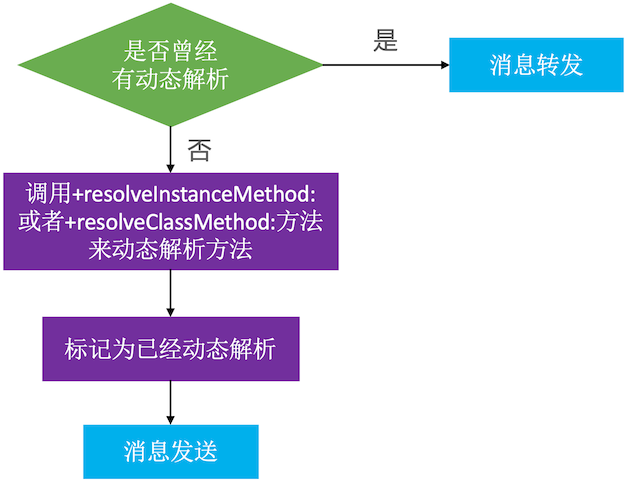 是否曾经
有动态解析
是
消息转发
否
调用+resolveInstanceMethod:
或者+resolveClassMethod:方法
来动态解析方法
标记为已经动态解析
消息发送